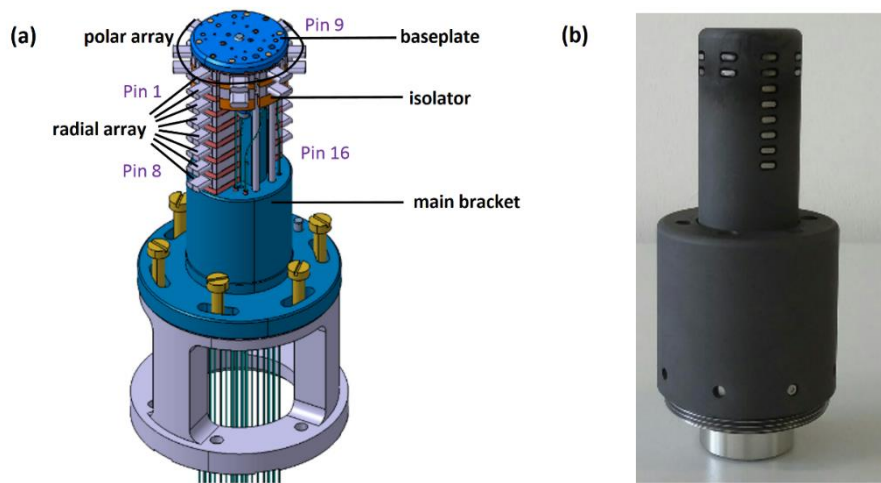 (a)
polar array
Pin 9
baseplate
(b)
Pin 1
isolator
radial array
Pin 16
Pin 8
main bracket